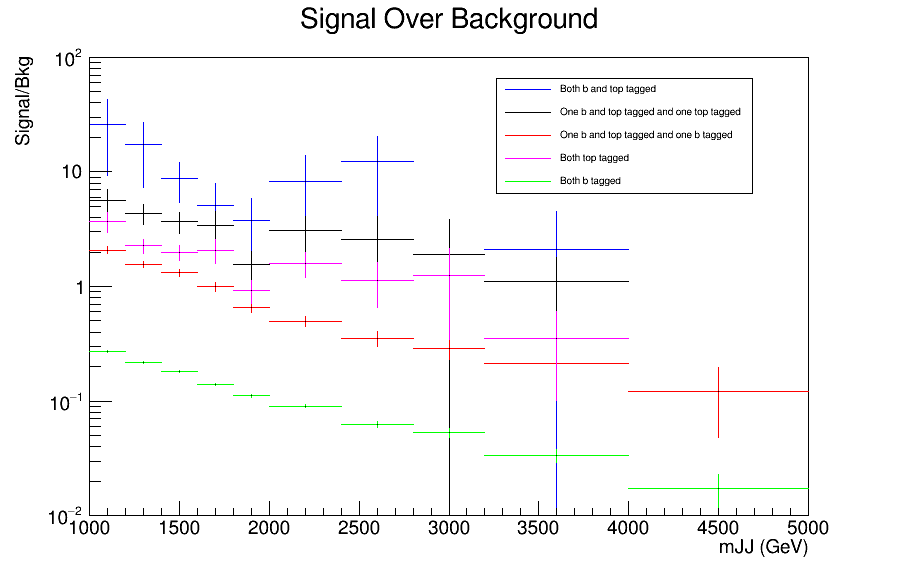 Signal Over Background
Signal/Bkg
10²
10
1
10⁻¹
10⁻²
Both b and top tagged
One b and top tagged and one top tagged
One b and top tagged and one b tagged
Both top tagged
Both b tagged
1000 1500 2000 2500 3000 3500 4000 4500 5000
mJJ (GeV)